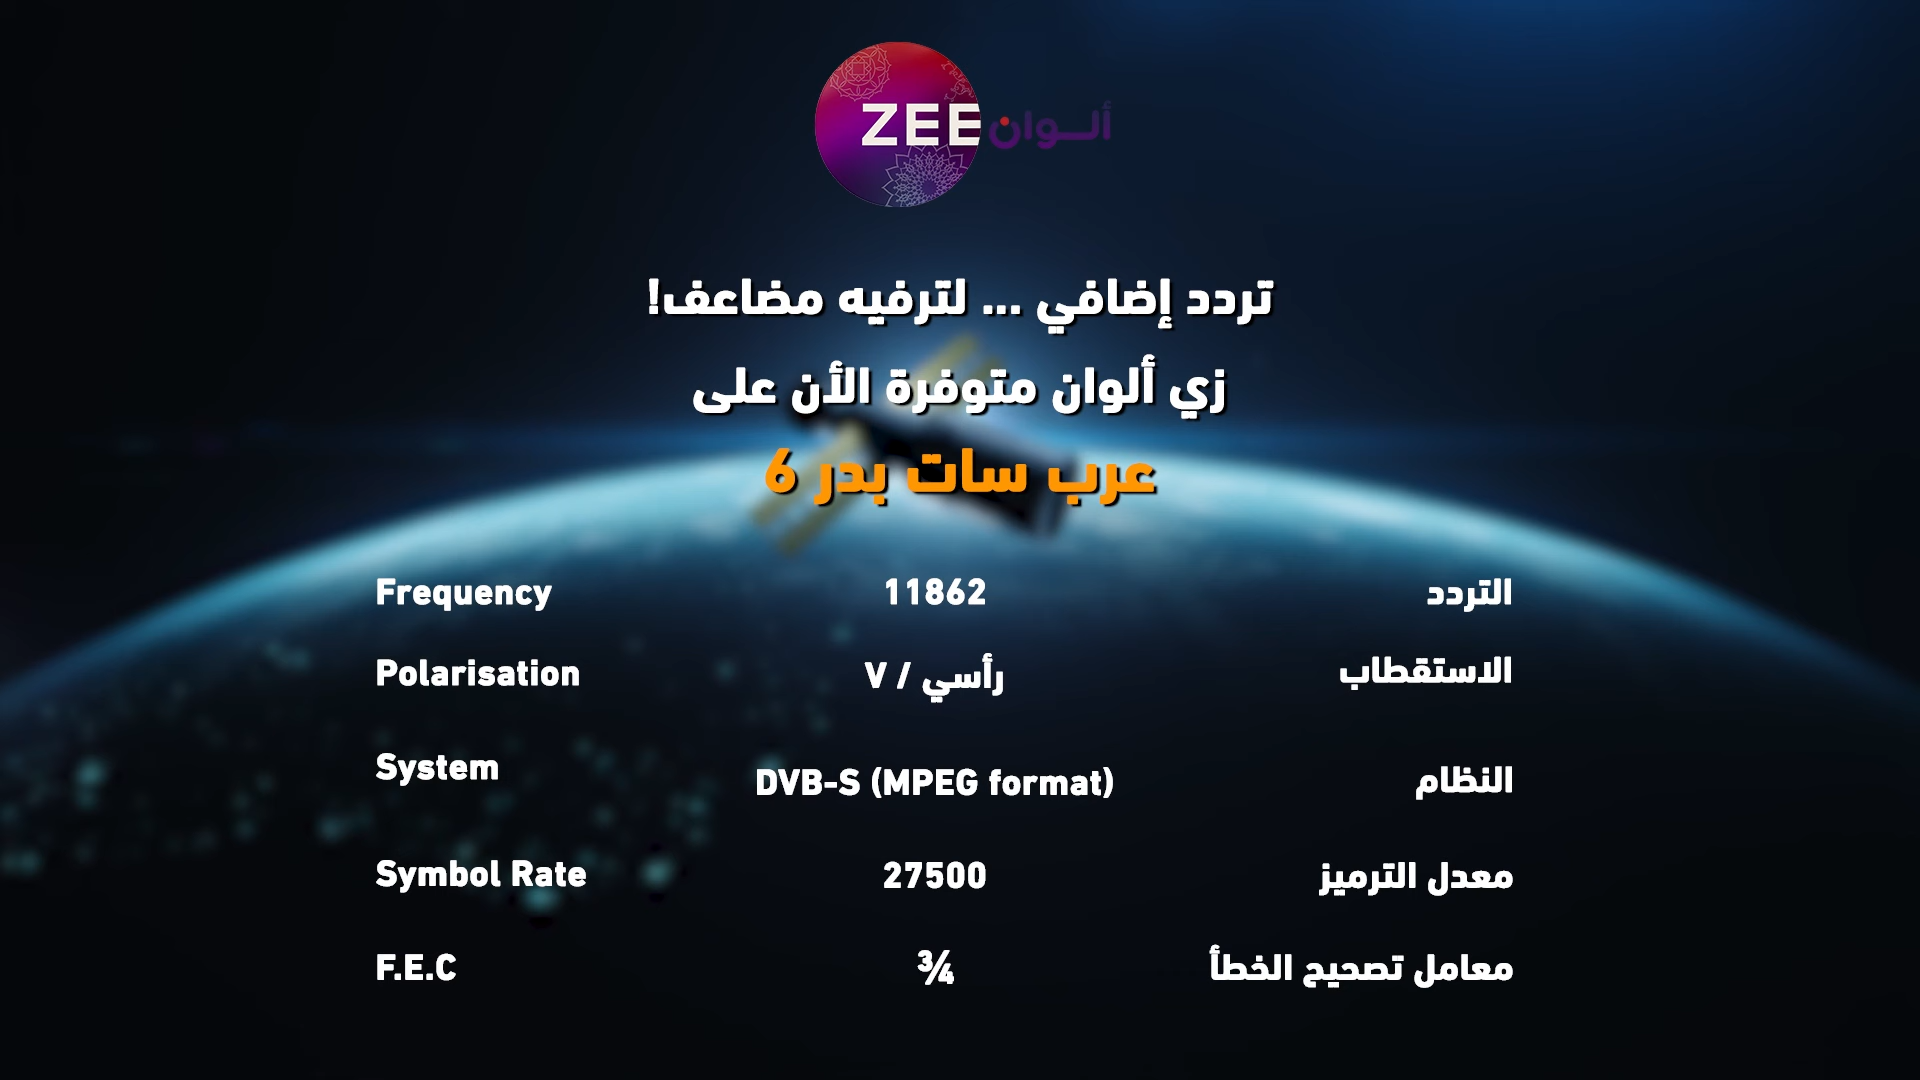 ZEE ألوان
تردد إضافي ... لترفيه مضاعف!
زي ألوان متوفرة الأن على
عرب سات بدر 6
Frequency 11862 التردد
Polarisation رأسي / V الاستقطاب
System DVB-S (MPEG format) النظام
Symbol Rate 27500 معدل الترميز
F.E.C ¾ معامل تصحيح الخطأ